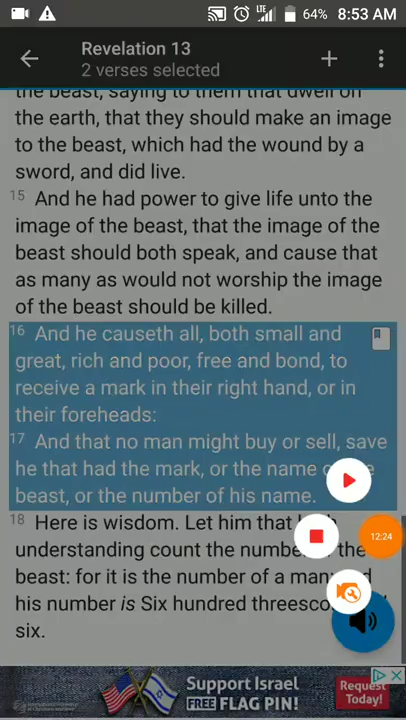 LTE 64% 8:53 AM
Revelation 13
2 verses selected
the beast, saying to them that dwell on
the earth, that they should make an image
to the beast, which had the wound by a
sword, and did live.
15 And he had power to give life unto the
image of the beast, that the image of the
beast should both speak, and cause that
as many as would not worship the image
of the beast should be killed.
16 And he causeth all, both small and
great, rich and poor, free and bond, to
receive a mark in their right hand, or in
their foreheads:
17 And that no man might buy or sell, save
he that had the mark, or the name
beast, or the number of his name.
18 Here is wisdom. Let him that
understanding count the number the
beast: for it is the number of a man
his number is Six hundred
six.
12:24
Support Israel
FREE FLAG PIN!
Request
Today!